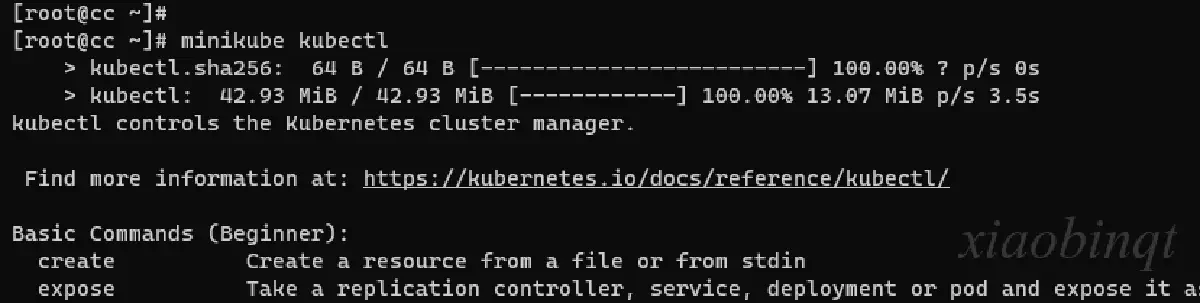 [root@cc ~]#
[root@cc ~]# minikube kubectl
    > kubectl.sha256:  64 B / 64 B [-------------------------] 100.00% ? p/s 0s
    > kubectl:  42.93 MiB / 42.93 MiB [------------] 100.00% 13.07 MiB p/s 3.5s
kubectl controls the Kubernetes cluster manager.

 Find more information at: https://kubernetes.io/docs/reference/kubectl/

Basic Commands (Beginner):
  create          Create a resource from a file or from stdin
  expose          Take a replication controller, service, deployment or pod and expose it
xiaobinqt